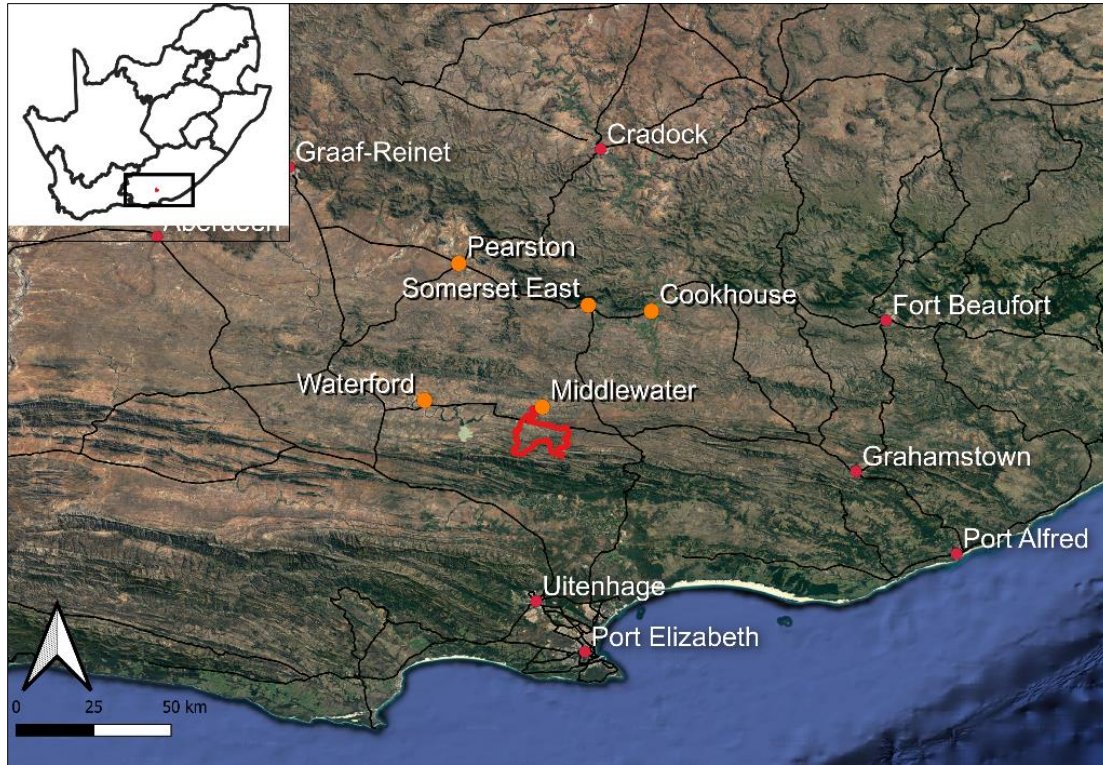 Cradock
Graaf-Reinet
Aberdeen
Pearston
Somerset East
Cookhouse
Fort Beaufort
Waterford
Middlewater
Grahamstown
Port Alfred
Uitenhage
Port Elizabeth
0 25 50 km